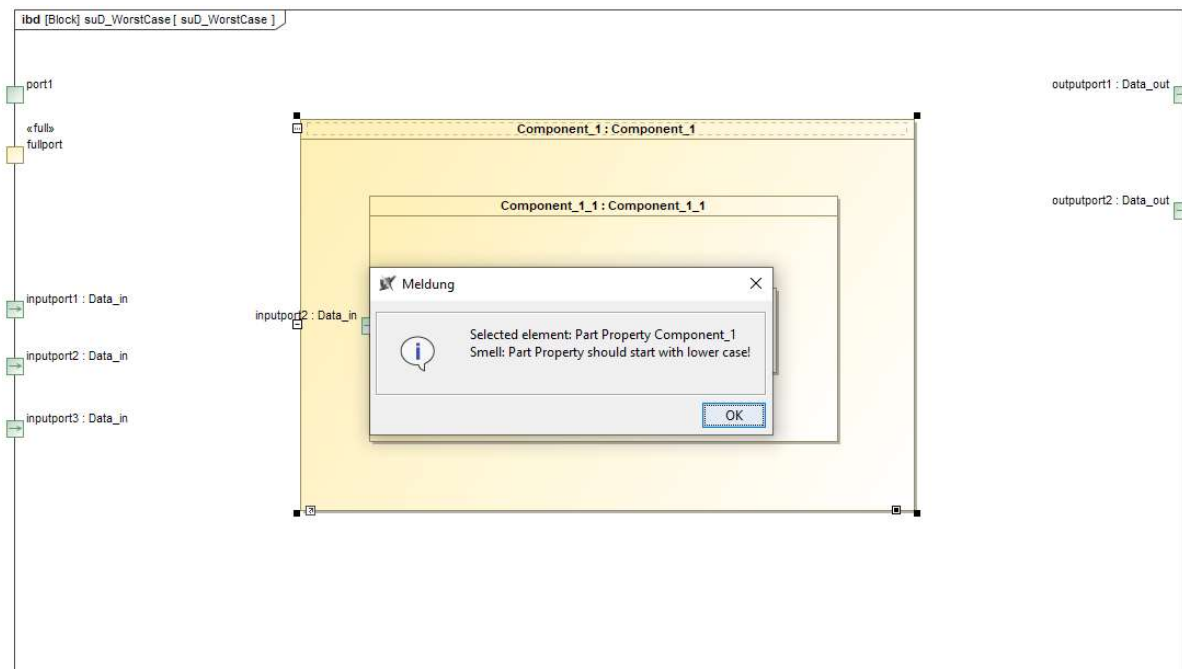 ibd [Block] suD_WorstCase [ suD_WorstCase ]
port1
outputport1 : Data_out
«full»
fullport
Component_1 : Component_1
Component_1_1 : Component_1_1
outputport2 : Data_out
Meldung
inputport1 : Data_in
inputport2 : Data_in
Selected element: Part Property Component_1
Smell: Part Property should start with lower case!
inputport2 : Data_in
OK
inputport3 : Data_in